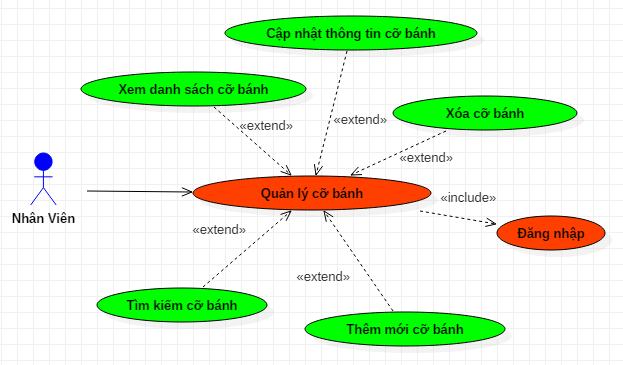 Cập nhật thông tin cỡ bánh
Xem danh sách cỡ bánh
Xóa cỡ bánh
«extend»
«extend»
«extend»
Nhân Viên
Quản lý cỡ bánh
«include»
Đăng nhập
«extend»
«extend»
Tìm kiếm cỡ bánh
Thêm mới cỡ bánh